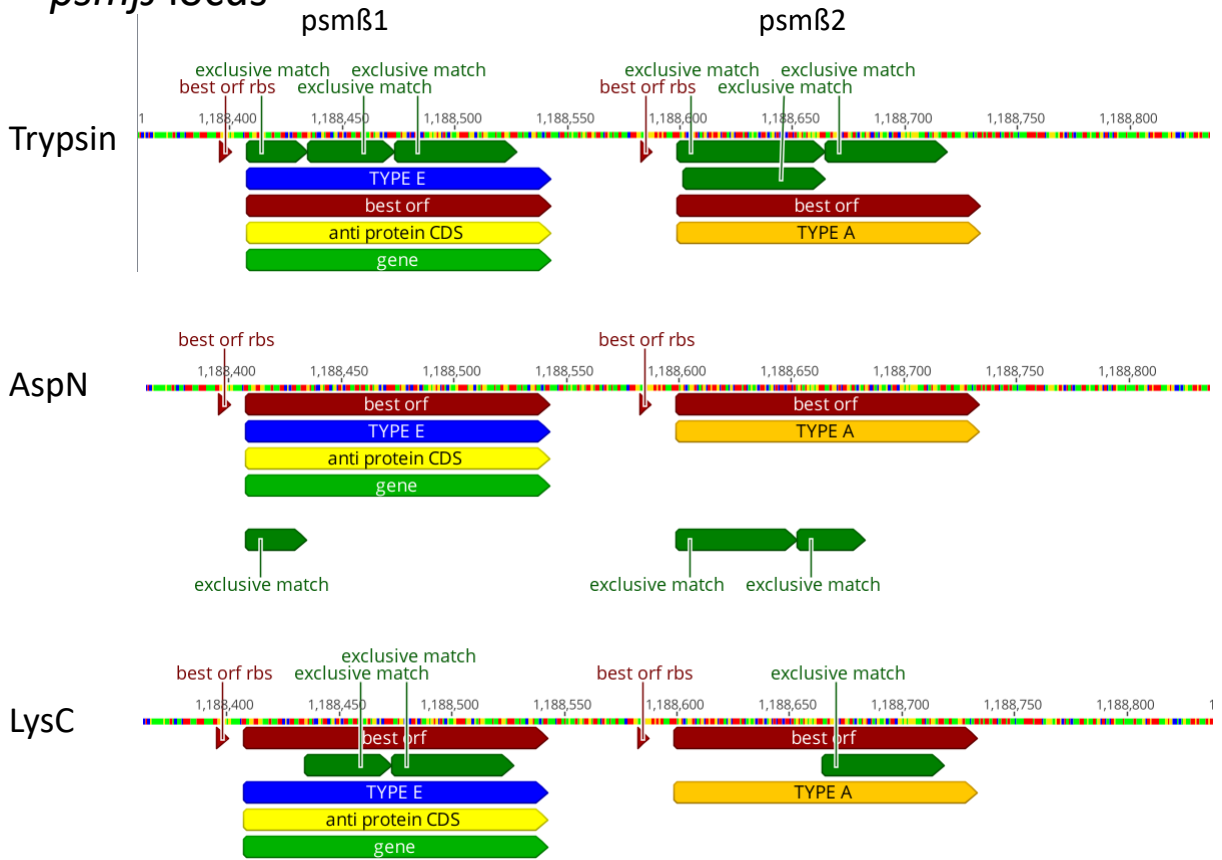 psmβ locus
psmß1 psmß2
exclusive match exclusive match exclusive match exclusive match
best orf rbs exclusive match best orf rbs exclusive match
1 1,188,400 1,188,450 1,188,500 1,188,550 1,188,600 1,188,650 1,188,700 1,188,750 1,188,800
Trypsin
TYPE E
best orf best orf
anti protein CDS TYPE A
gene
best orf rbs best orf rbs
1,188,400 1,188,450 1,188,500 1,188,550 1,188,600 1,188,650 1,188,700 1,188,750 1,188,800
AspN
best orf best orf
TYPE E TYPE A
anti protein CDS
gene
exclusive match exclusive match exclusive match
exclusive match
best orf rbs exclusive match best orf rbs exclusive match
1,188,400 1,188,450 1,188,500 1,188,550 1,188,600 1,188,650 1,188,700 1,188,750 1,188,800 1
LysC
best orf best orf
TYPE E TYPE A
anti protein CDS
gene